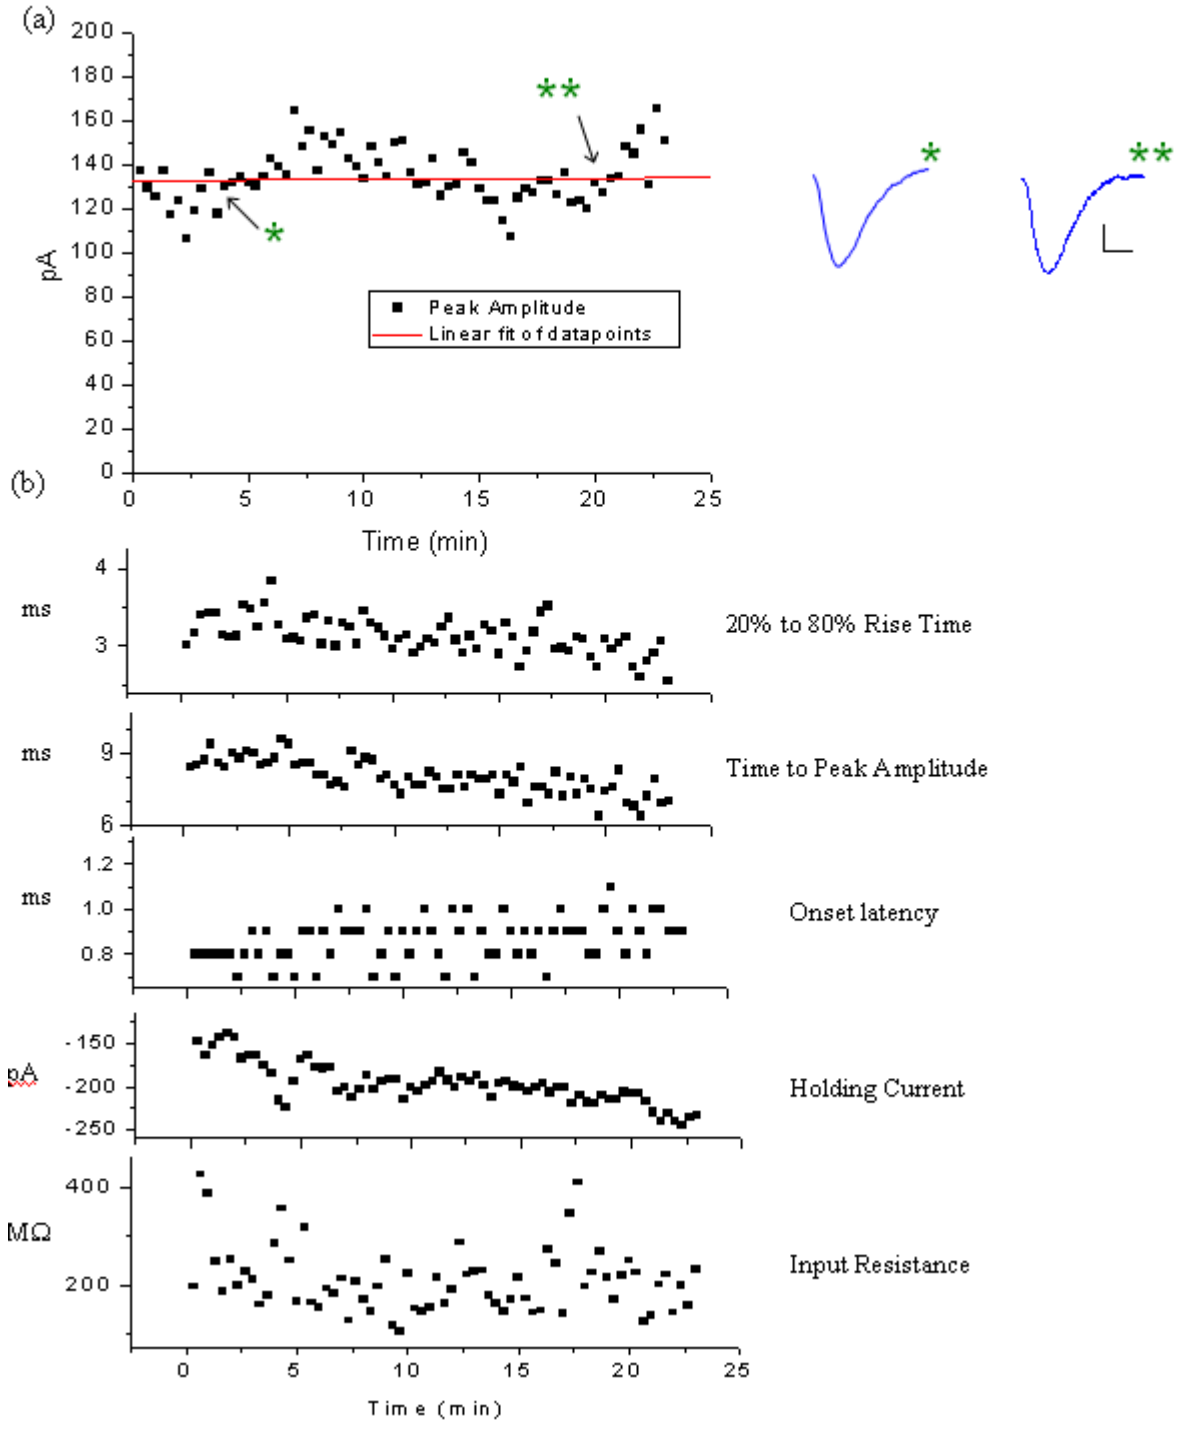 (a)
200
180
160
140
120
100
80
60
40
20
0
pA
**
*
*
**
Peak Amplitude
Linear fit of datapoints
0 5 10 15 20 25
Time (min)
(b)
4
3
ms
20% to 80% Rise Time
9
6
ms
Time to Peak Amplitude
1.2
1.0
0.8
ms
Onset latency
-150
-200
-250
pA
Holding Current
400
200
MΩ
Input Resistance
0 5 10 15 20 25
Time (min)